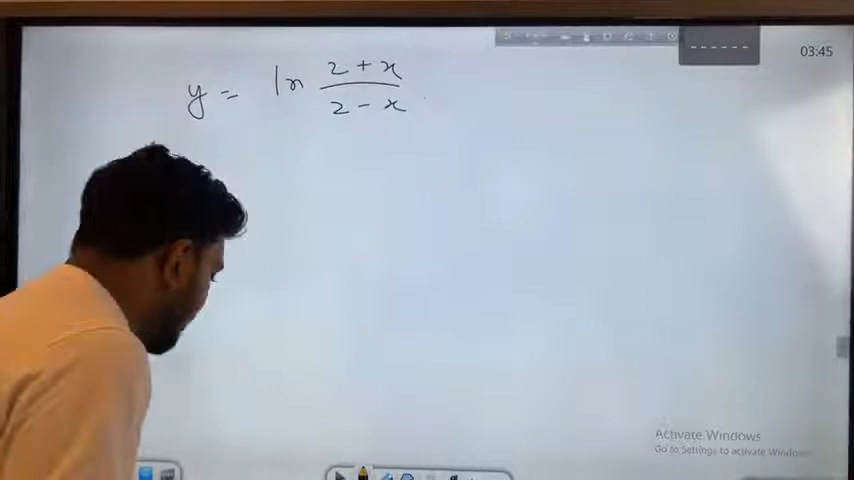 03:45
y = ln (2 + x)/(2 - x)
Activate Windows
Go to Settings to activate Windows.